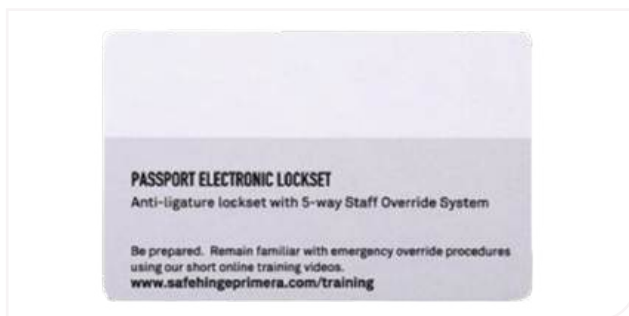 PASSPORT ELECTRONIC LOCKSET
Anti-ligature lockset with 5-way Staff Override System
Be prepared. Remain familiar with emergency override procedures
using our short online training videos.
www.safehingeprimera.com/training